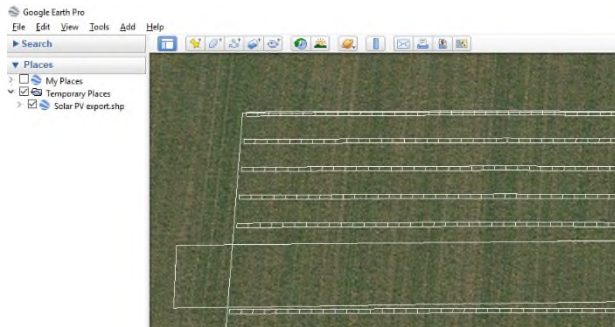 Google Earth Pro
File Edit View Tools Add Help
Search
Places
My Places
Temporary Places
Solar PV export.shp